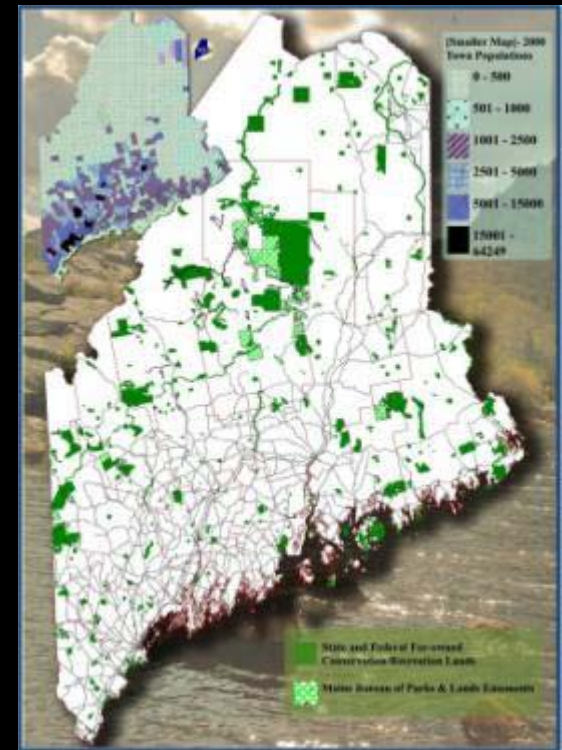 [Smaller Map]- 2000
Town Populations
0 - 500
501 - 1000
1001 - 2500
2501 - 5000
5001 - 15000
15001 -
64249
State and Federal Fee-owned
Conservation/Recreation Lands
Maine Bureau of Parks & Lands Easements